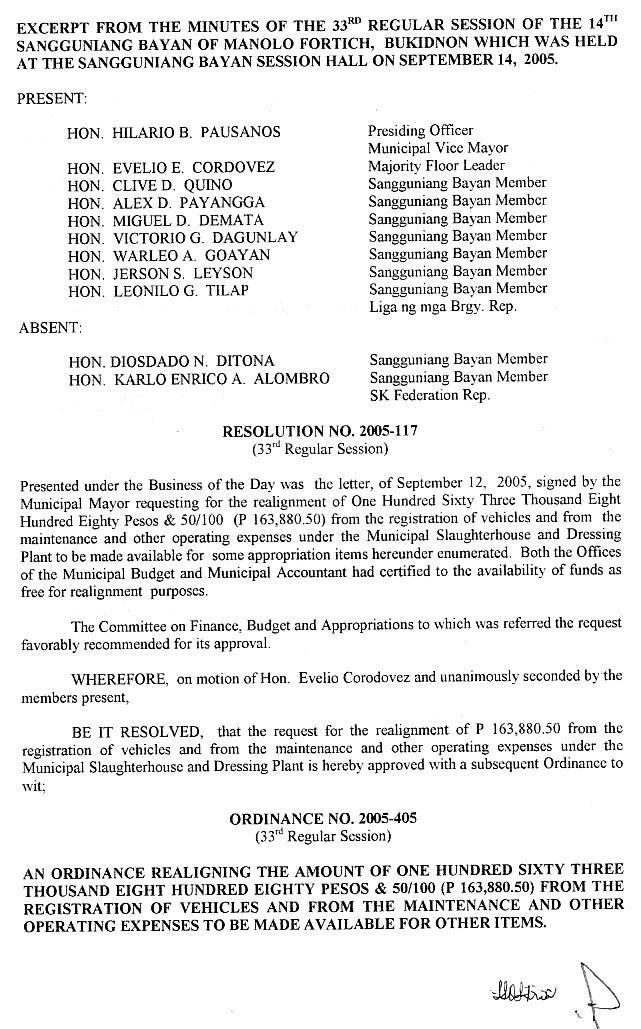 EXCERPT FROM THE MINUTES OF THE 33RD REGULAR SESSION OF THE 14TH
SANGGUNIANG BAYAN OF MANOLO FORTICH, BUKIDNON WHICH WAS HELD
AT THE SANGGUNIANG BAYAN SESSION HALL ON SEPTEMBER 14, 2005.
PRESENT:
HON. HILARIO B. PAUSANOS Presiding Officer
Municipal Vice Mayor
HON. EVELIO E. CORDOVEZ Majority Floor Leader
HON. CLIVE D. QUINO Sangguniang Bayan Member
HON. ALEX D. PAYANGGA Sangguniang Bayan Member
HON. MIGUEL D. DEMATA Sangguniang Bayan Member
HON. VICTORIO G. DAGUNLAY Sangguniang Bayan Member
HON. WARLEO A. GOAYAN Sangguniang Bayan Member
HON. JERSON S. LEYSON Sangguniang Bayan Member
HON. LEONILO G. TILAP Sangguniang Bayan Member
Liga ng mga Brgy. Rep.
ABSENT:
HON. DIOSDADO N. DITONA Sangguniang Bayan Member
HON. KARLO ENRICO A. ALOMBRO Sangguniang Bayan Member
SK Federation Rep.
RESOLUTION NO. 2005-117
(33rd Regular Session)
Presented under the Business of the Day was the letter, of September 12, 2005, signed by the
Municipal Mayor requesting for the realignment of One Hundred Sixty Three Thousand Eight
Hundred Eighty Pesos & 50/100 (P 163,880.50) from the registration of vehicles and from the
maintenance and other operating expenses under the Municipal Slaughterhouse and Dressing
Plant to be made available for some appropriation items hereunder enumerated. Both the Offices
of the Municipal Budget and Municipal Accountant had certified to the availability of funds as
free for realignment purposes.
The Committee on Finance, Budget and Appropriations to which was referred the request
favorably recommended for its approval.
WHEREFORE, on motion of Hon. Evelio Corodovez and unanimously seconded by the
members present,
BE IT RESOLVED, that the request for the realignment of P 163,880.50 from the
registration of vehicles and from the maintenance and other operating expenses under the
Municipal Slaughterhouse and Dressing Plant is hereby approved with a subsequent Ordinance to
wit;
ORDINANCE NO. 2005-405
(33rd Regular Session)
AN ORDINANCE REALIGNING THE AMOUNT OF ONE HUNDRED SIXTY THREE
THOUSAND EIGHT HUNDRED EIGHTY PESOS & 50/100 (P 163,880.50) FROM THE
REGISTRATION OF VEHICLES AND FROM THE MAINTENANCE AND OTHER
OPERATING EXPENSES TO BE MADE AVAILABLE FOR OTHER ITEMS.